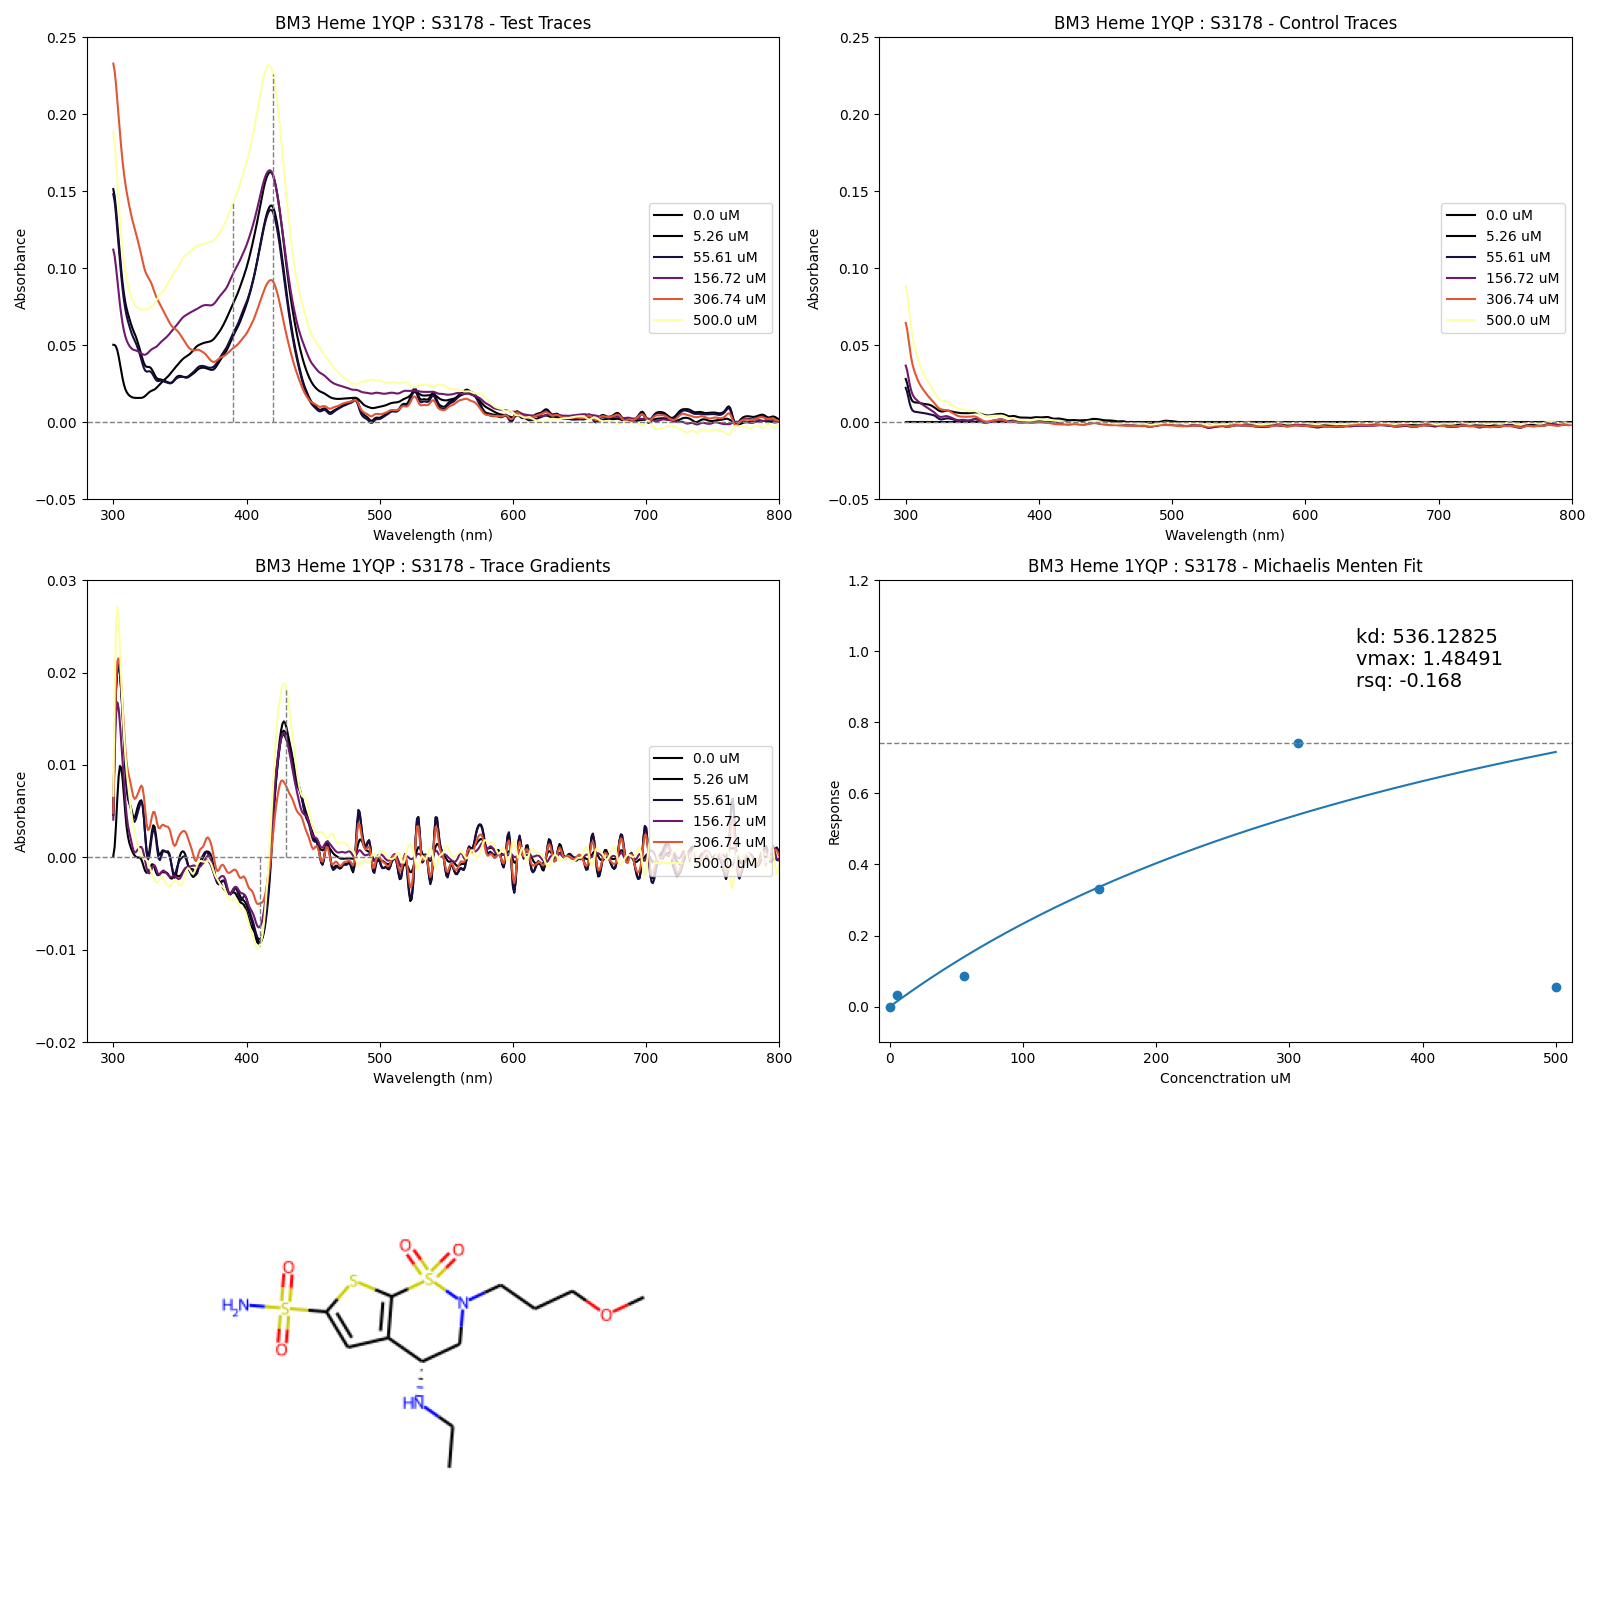 BM3 Heme 1YQP : S3178 - Test Traces
0.25
0.20
0.15
0.10
0.05
0.00
−0.05
Absorbance
300 400 500 600 700 800
Wavelength (nm)
0.0 uM
5.26 uM
55.61 uM
156.72 uM
306.74 uM
500.0 uM
BM3 Heme 1YQP : S3178 - Control Traces
0.25
0.20
0.15
0.10
0.05
0.00
−0.05
Absorbance
300 400 500 600 700 800
Wavelength (nm)
0.0 uM
5.26 uM
55.61 uM
156.72 uM
306.74 uM
500.0 uM
BM3 Heme 1YQP : S3178 - Trace Gradients
0.03
0.02
0.01
0.00
−0.01
−0.02
Absorbance
300 400 500 600 700 800
Wavelength (nm)
0.0 uM
5.26 uM
55.61 uM
156.72 uM
306.74 uM
500.0 uM
BM3 Heme 1YQP : S3178 - Michaelis Menten Fit
1.2
1.0
0.8
0.6
0.4
0.2
0.0
Response
0 100 200 300 400 500
Concenctration uM
kd: 536.12825
vmax: 1.48491
rsq: -0.168
O O
O S S
H2N S N
O O
HN